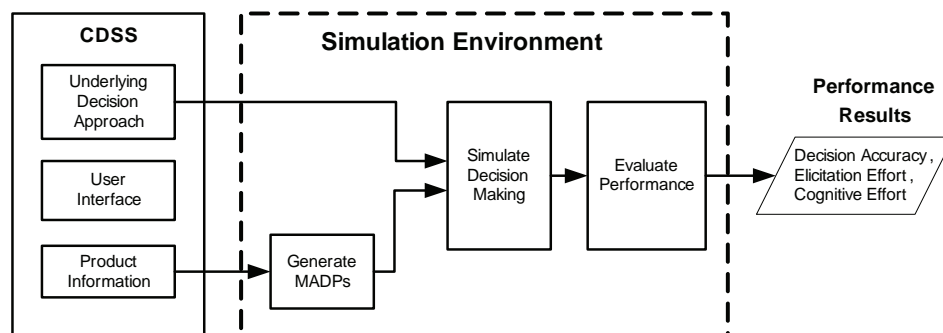 CDSS
Underlying
Decision
Approach
User
Interface
Product
Information
Simulation Environment
Generate
MADPs
Simulate
Decision
Making
Evaluate
Performance
Performance
Results
Decision Accuracy ,
Elicitation Effort ,
Cognitive Effort